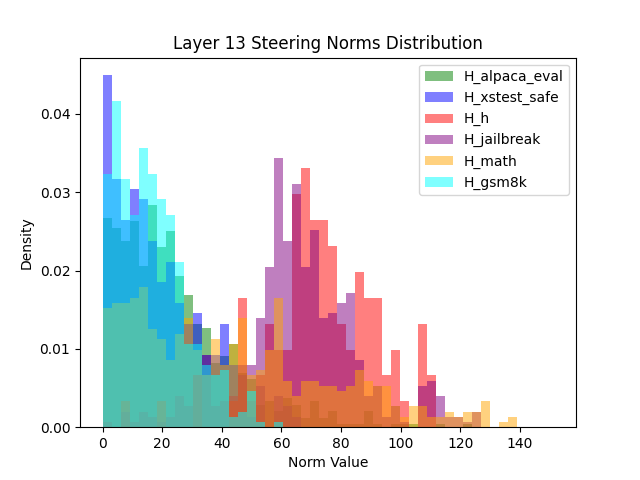 Layer 13 Steering Norms Distribution
H_alpaca_eval
H_xstest_safe
H_h
H_jailbreak
H_math
H_gsm8k
Density
0.04
0.03
0.02
0.01
0.00
0
20
40
60
80
100
120
140
Norm Value